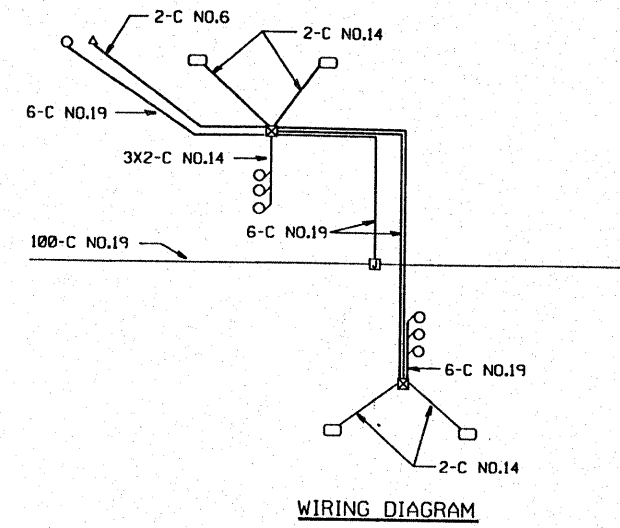 2-C NO.6
2-C NO.14
6-C NO.19
3X2-C NO.14
6-C NO.19
100-C NO.19
J
6-C NO.19
2-C NO.14
WIRING DIAGRAM